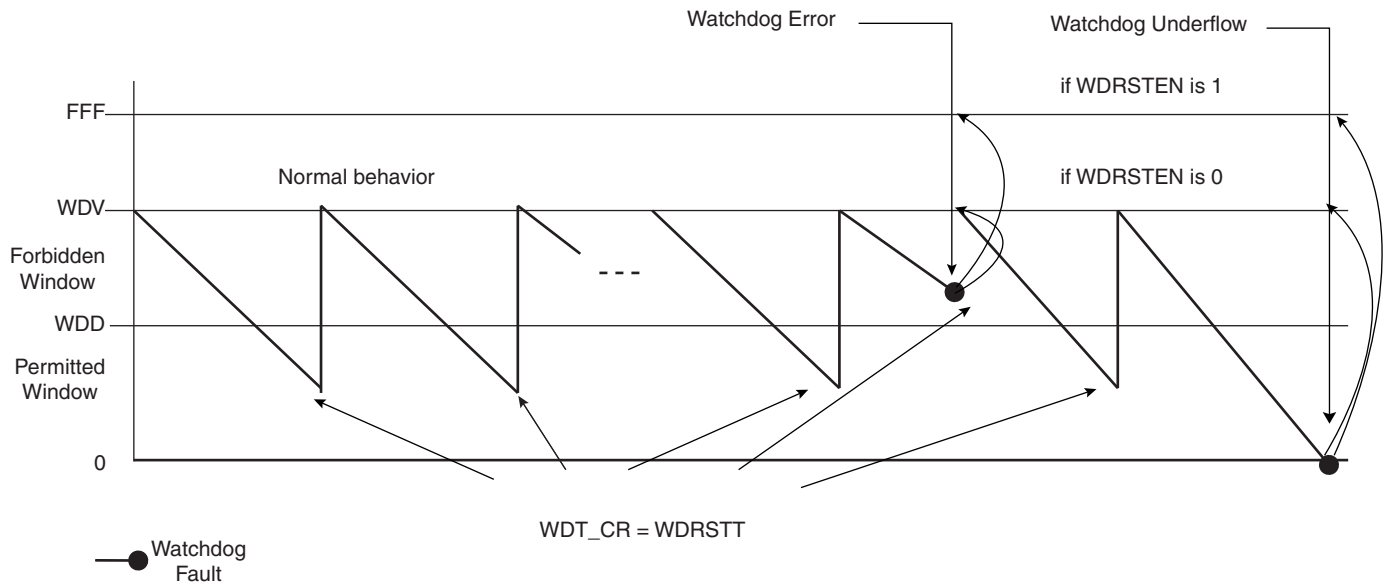 Watchdog Error
Watchdog Underflow
if WDRSTEN is 1
FFF
Normal behavior
if WDRSTEN is 0
WDV
Forbidden
Window
WDD
Permitted
Window
0
WDT_CR = WDRSTT
Watchdog
Fault